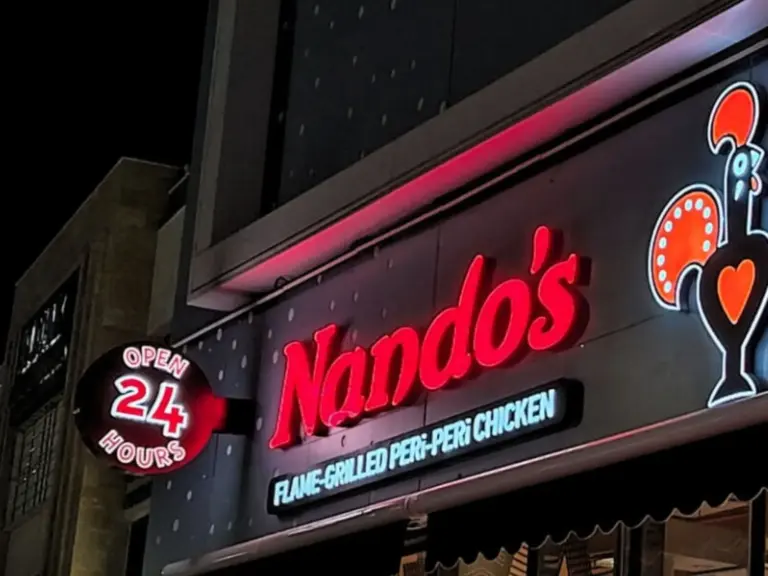 OPEN
24
HOURS
Nando's
FLAME-GRILLED PERi-PERi CHICKEN